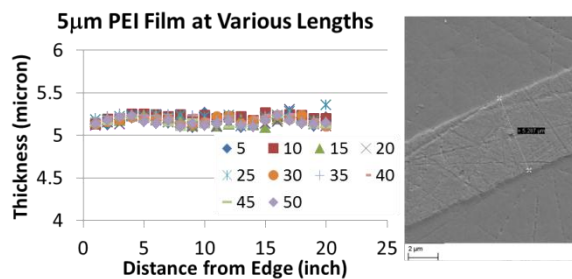 5μm PEI Film at Various Lengths
Thickness (micron)
6
5.5
5
4.5
4
0 5 10 15 20 25
Distance from Edge (inch)
5 10 15 20
25 30 35 40
45 50
2 μm